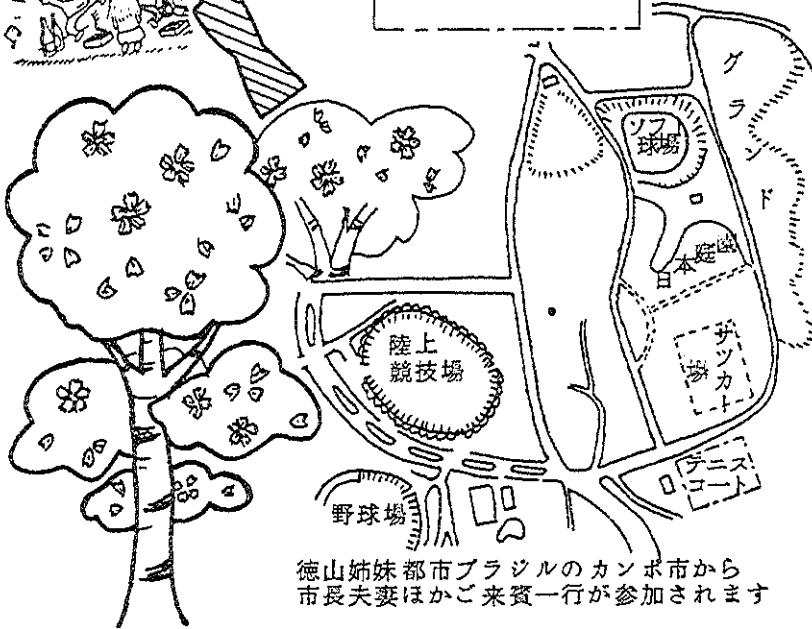 グランド
ソフト
球場
日本庭園
サッカー
場
陸上
競技場
テニス
コート
野球場
徳山姉妹都市ブラジルのカンポ市から
市長夫妻ほかご来賓一行が参加されます